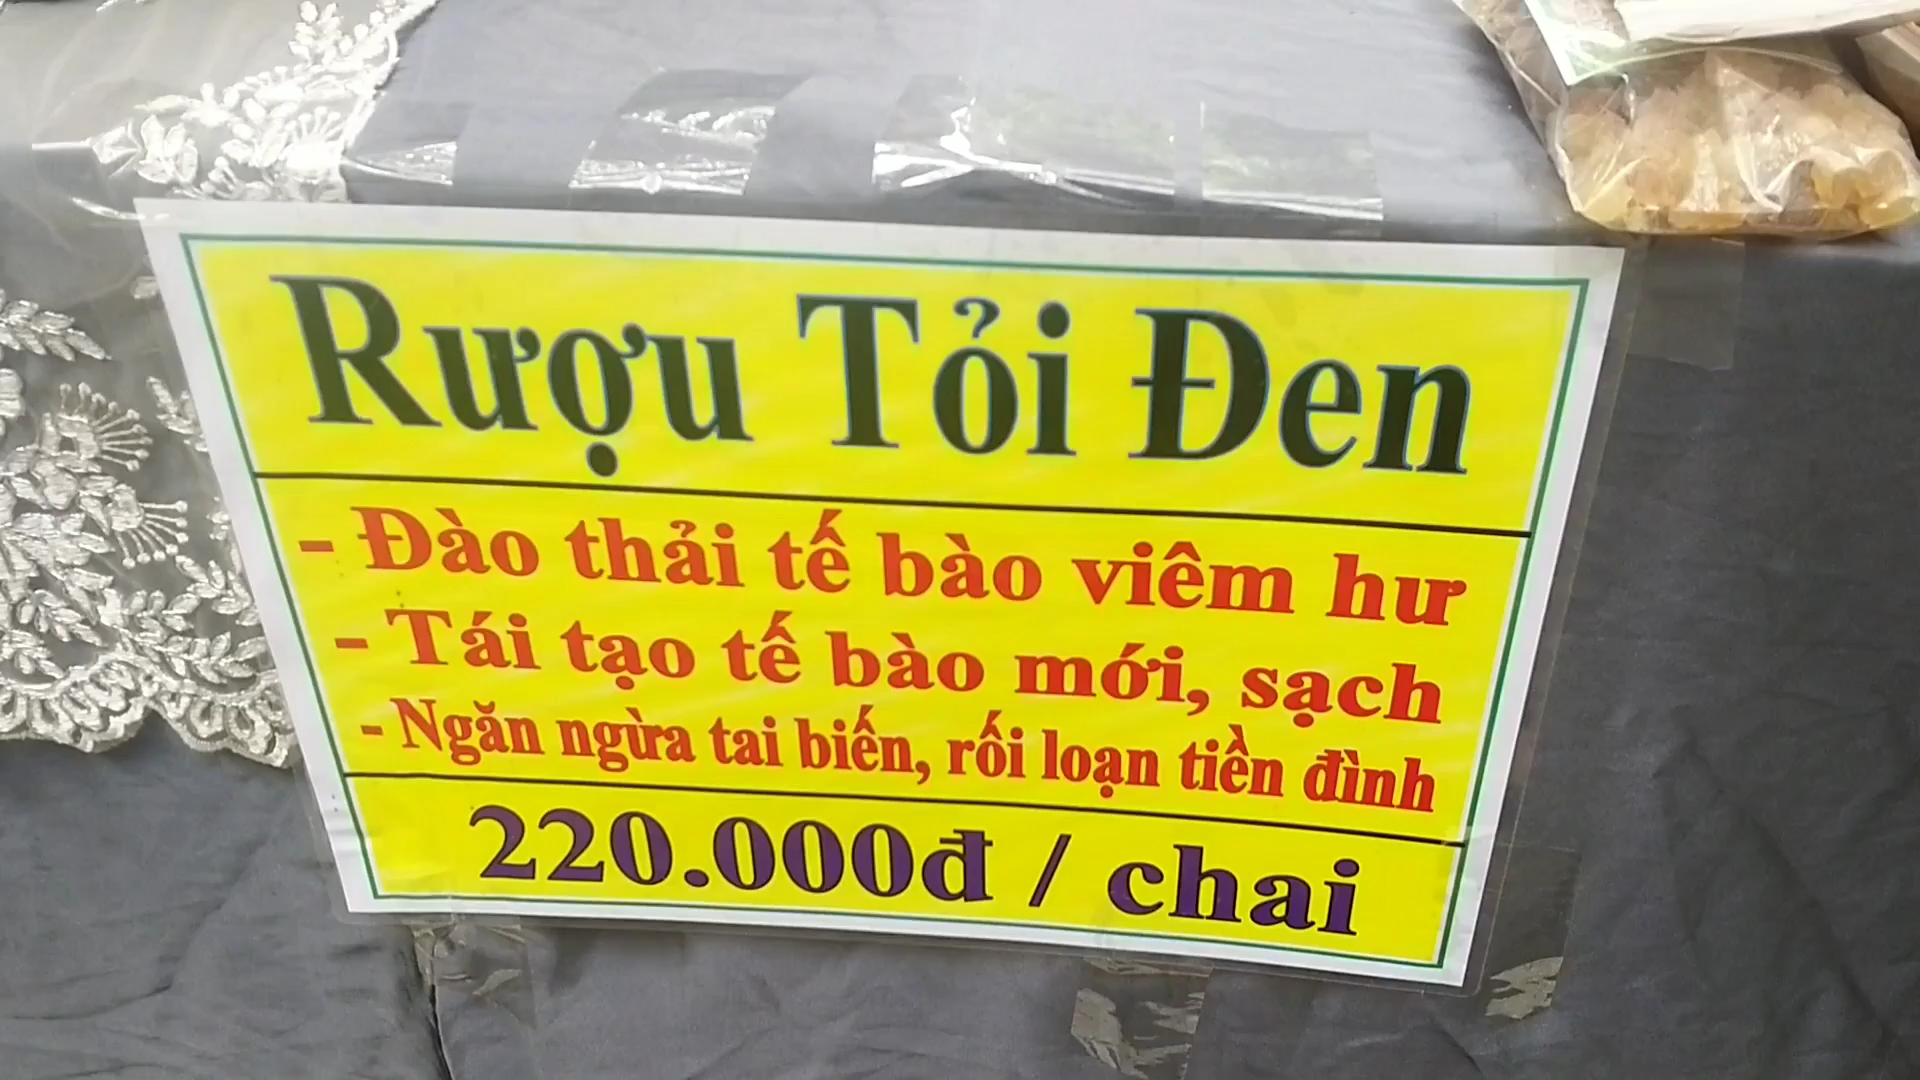 Rượu Tỏi Đen
- Đào thải tế bào viêm hư
- Tái tạo tế bào mới, sạch
- Ngăn ngừa tai biến, rối loạn tiền đình
220.000đ / chai